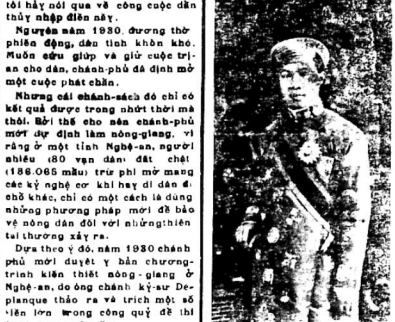 tôi hãy nói qua về công cuộc dẫn
thủy nhập điền này.
Nguyên năm 1930, đương thờ
phiên động, dân tình khôn khó.
Muốn cứu giúp và giữ cuộc trị-
an cho dân, chánh-phủ đã định mở
một cuộc phát chẩn.
Nhưng cái chánh-sách đó chỉ có
kết quả được trong nhứt thời mà
thôi. Bởi thế cho nên chánh-phủ
mới dự định làm nông-giang, vì
rằng ở một tỉnh Nghệ-an, người
nhiều (80 vạn dân) đất chật
(186.065 mẫu) trừ phi mở mang
các kỹ nghệ cơ khí hay di dân đi
chỗ khác, chỉ có một cách là dùng
những phương pháp mới để bảo
vệ nông dân đối với nhữngthiên
tai thường xảy ra.
Dựa theo ý đó, năm 1930 chánh
phủ mới duyệt y bản chương-
trình kiến thiết nông-giang ở
Nghệ-an, do ông chánh kỹ-sư De-
planque thảo ra và trích một số
tiền lớn trong công quỹ để thi